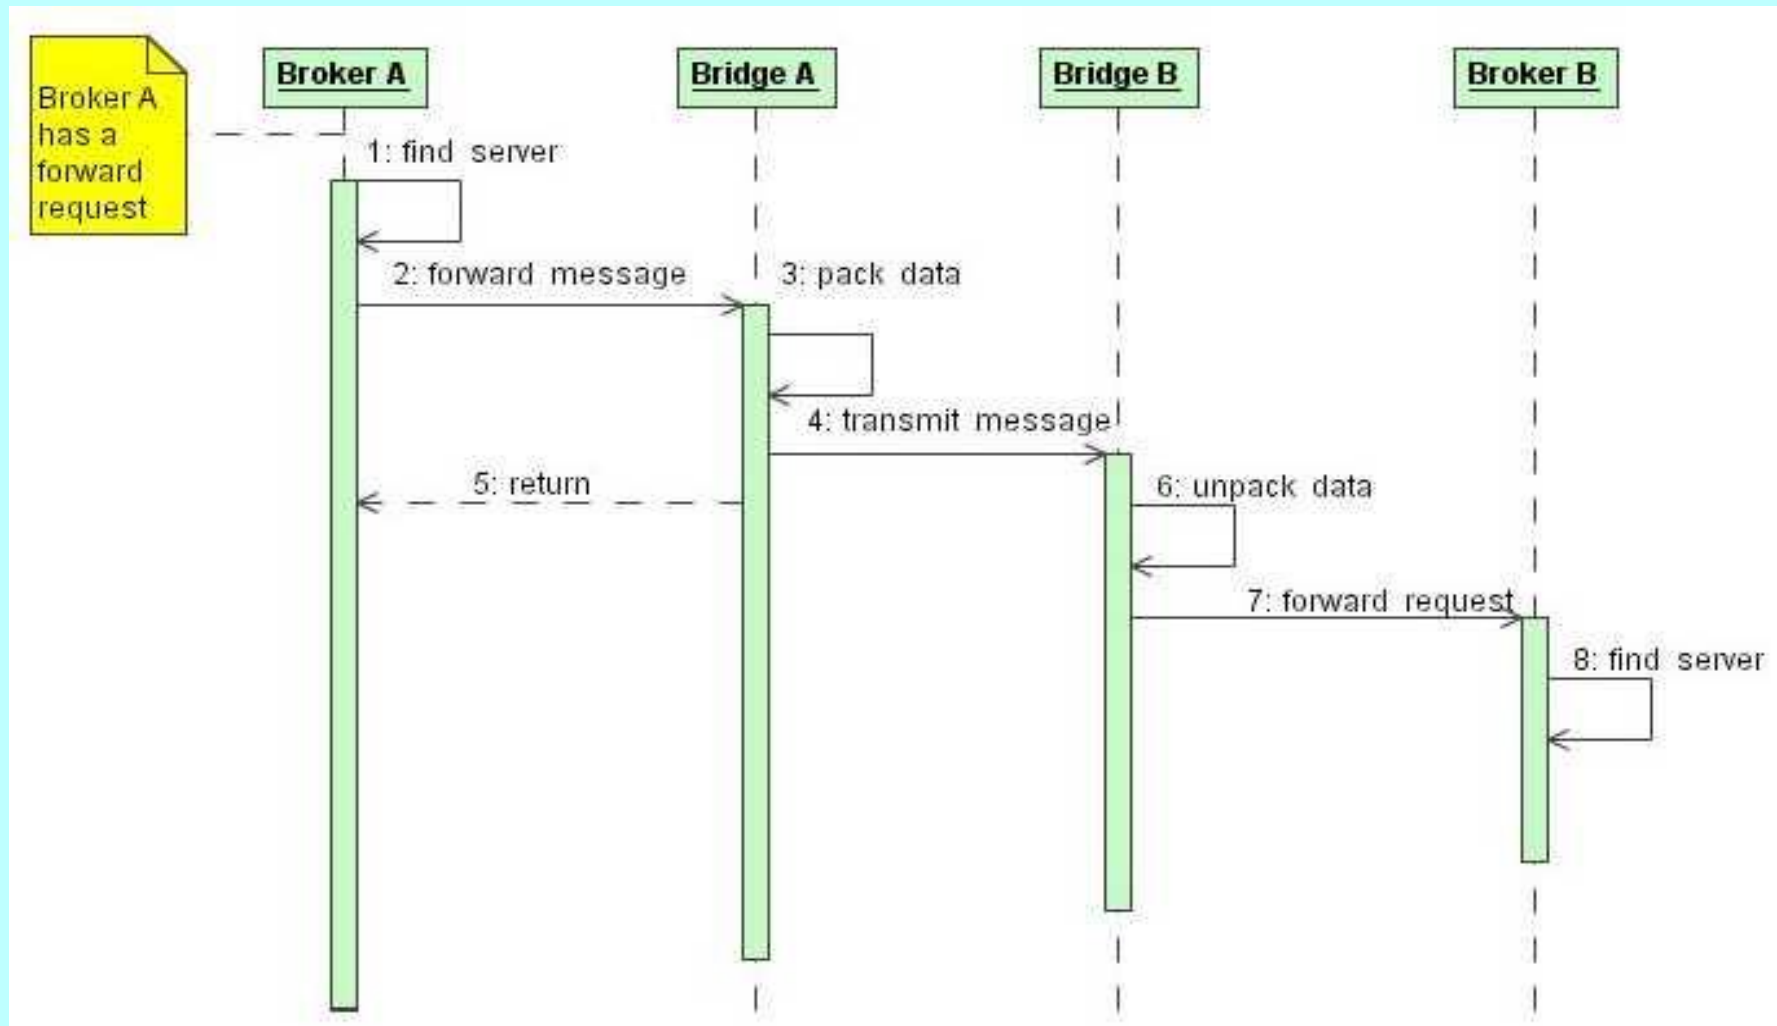 Broker A
has a
forward
request
Broker A
Bridge A
Bridge B
Broker B
1: find server
2: forward message
3: pack data
4: transmit message
5: return
6: unpack data
7: forward request
8: find server